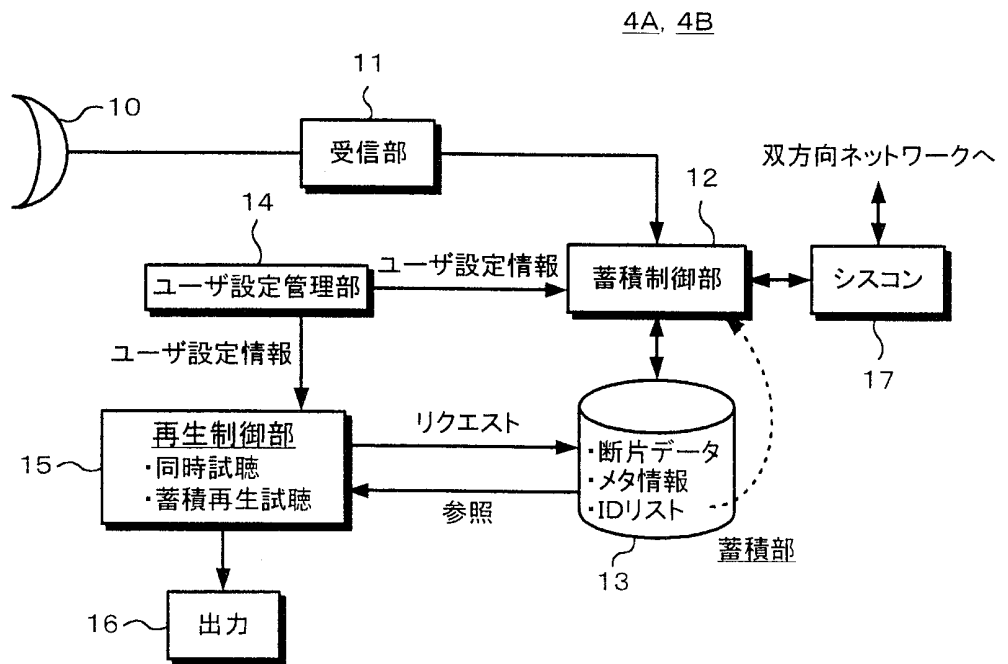 4A, 4B
10
11
受信部
双方向ネットワークへ
12
14
ユーザ設定情報
ユーザ設定管理部
蓄積制御部
シスコン
17
ユーザ設定情報
再生制御部
・同時試聴
・蓄積再生試聴
15
リクエスト
参照
・断片データ
・メタ情報
・IDリスト
蓄積部
13
16
出力